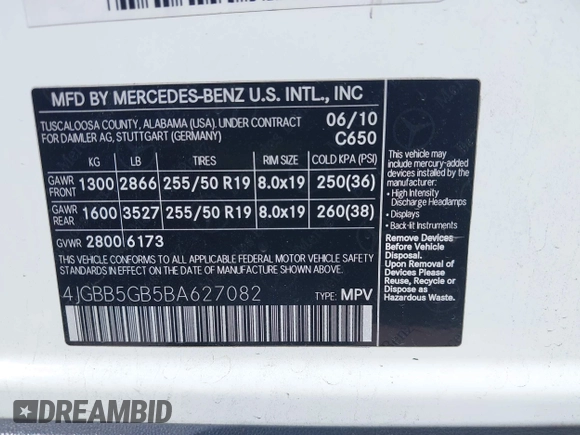 MFD BY MERCEDES-BENZ U.S. INTL., INC
TUSCALOOSA COUNTY, ALABAMA (USA). UNDER CONTRACT 06/10
FOR DAIMLER AG, STUTTGART (GERMANY) C650
KG LB TIRES RIM SIZE COLD KPA (PSI)
GAWR FRONT 1300 2866 255/50 R19 8.0x19 250(36)
GAWR REAR 1600 3527 255/50 R19 8.0x19 260(38)
GVWR 2800 6173
THIS VEHICLE CONFORMS TO ALL APPLICABLE FEDERAL MOTOR VEHICLE SAFETY
STANDARDS IN EFFECT ON THE DATE OF MANUFACTURE SHOWN ABOVE.
4JGBB5GB5BA627082 TYPE: MPV
This vehicle may
include mercury-added
devices installed by the
manufacturer:
• High Intensity
Discharge Headlamps
• Displays
• Back-lit Instruments
Remove Devices
Before Vehicle
Disposal.
Upon Removal of
Devices Please
Reuse, Recycle or
Dispose as
Hazardous Waste.
DREAMBID